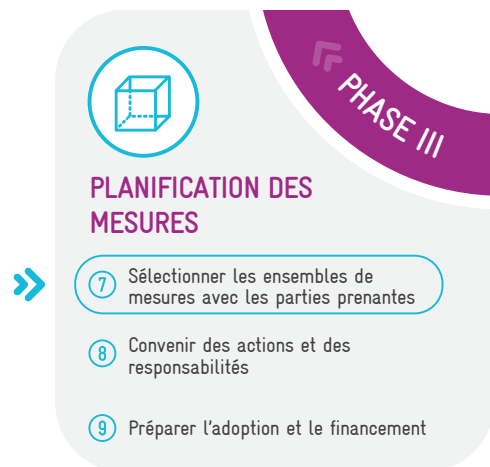 PHASE III
PLANIFICATION DES
MESURES
7 Sélectionner les ensembles de
mesures avec les parties prenantes
8 Convenir des actions et des
responsabilités
9 Préparer l'adoption et le financement